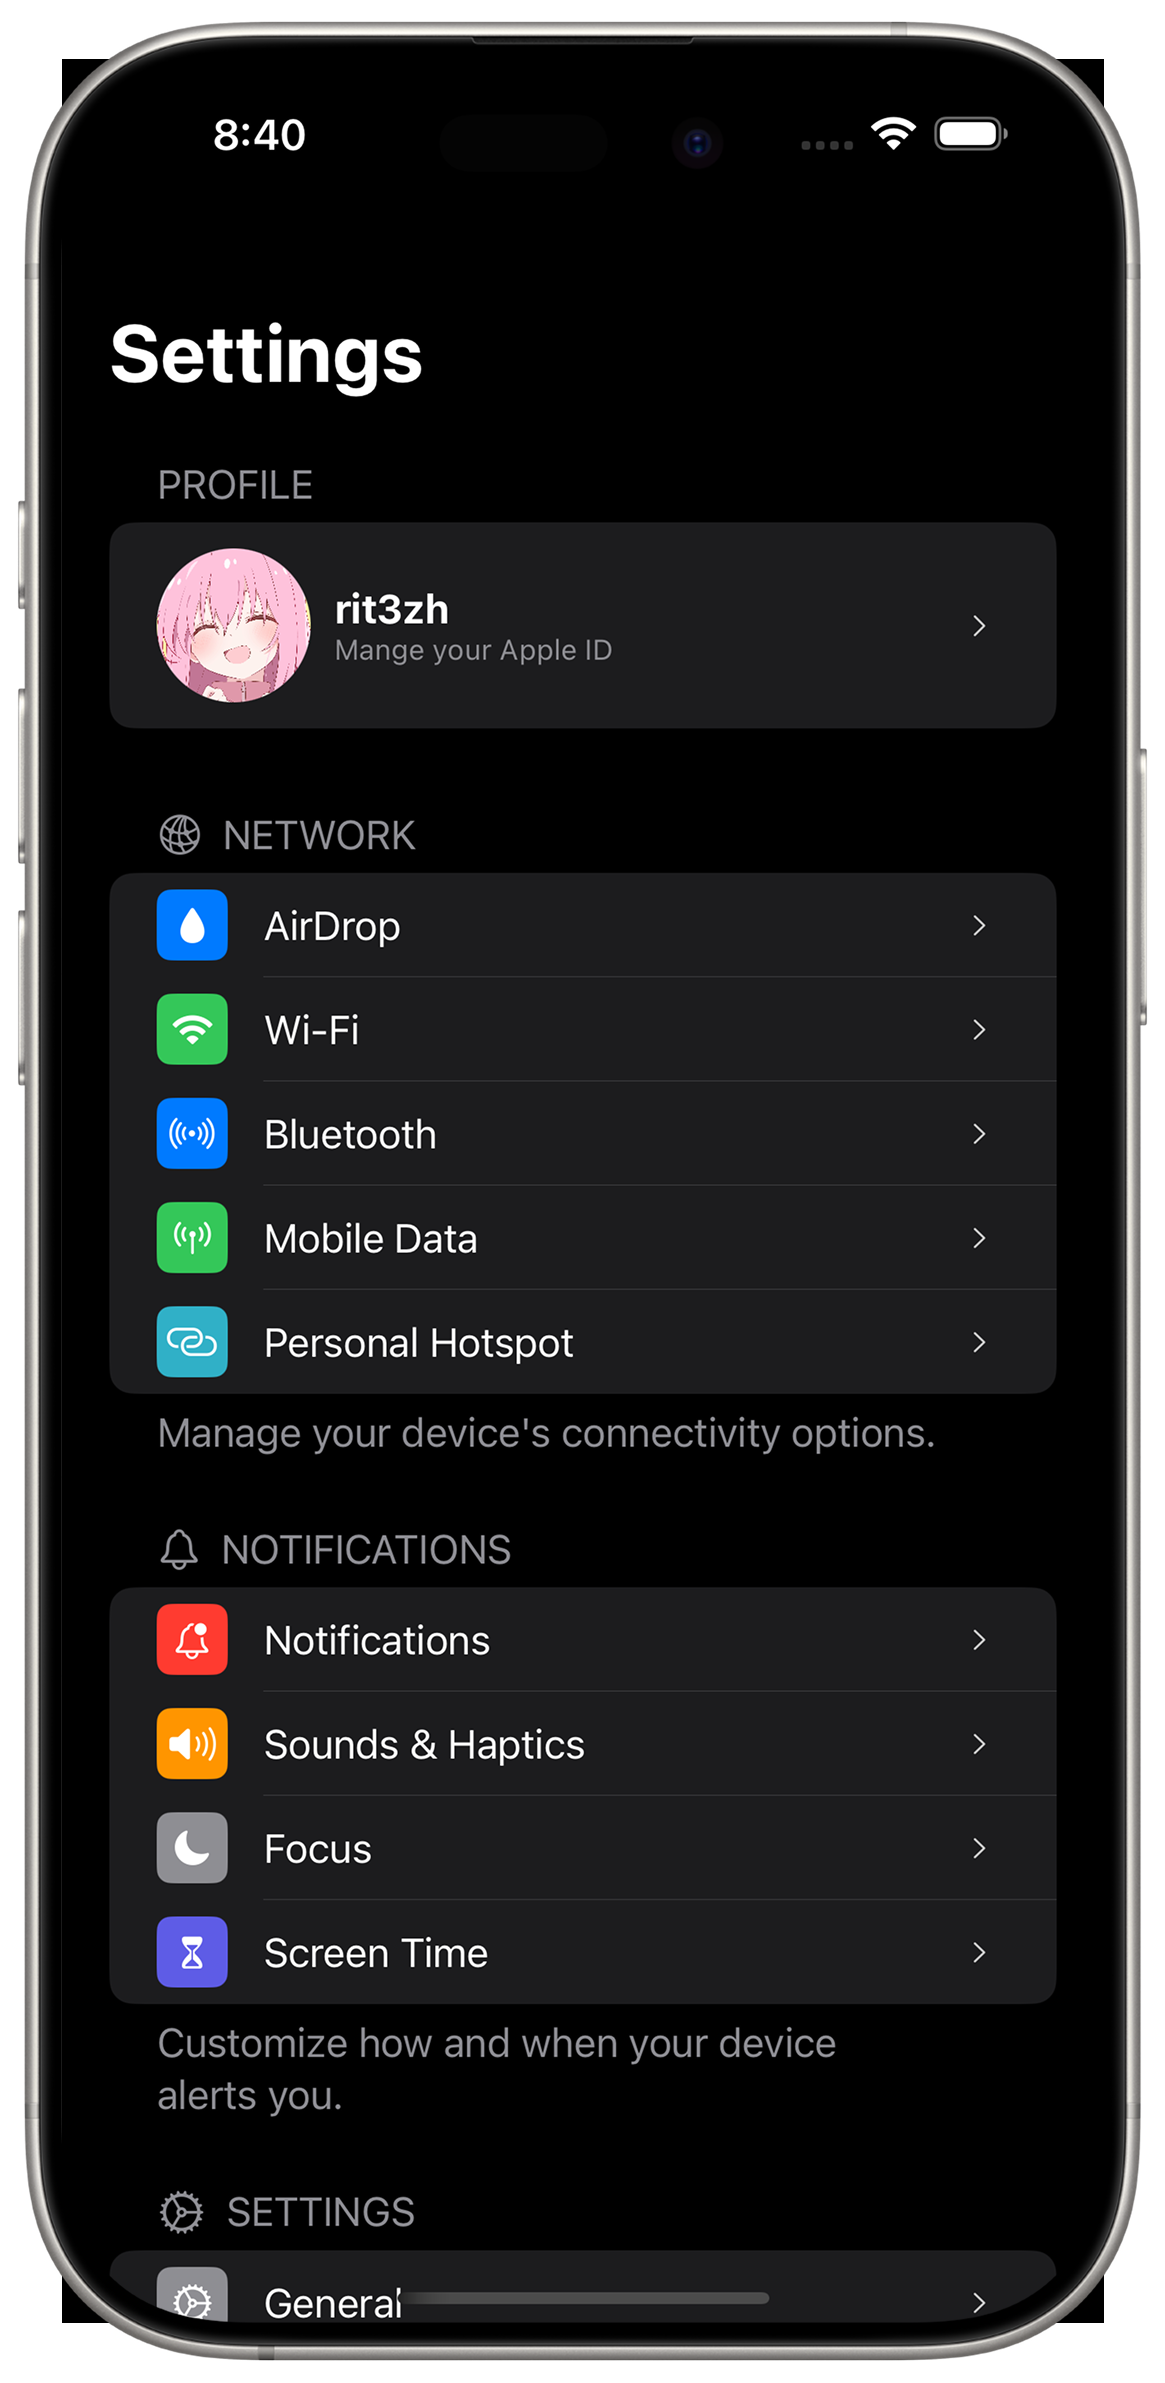 8:40
Settings
PROFILE
rit3zh
Mange your Apple ID
NETWORK
AirDrop
Wi-Fi
Bluetooth
Mobile Data
Personal Hotspot
Manage your device's connectivity options.
NOTIFICATIONS
Notifications
Sounds & Haptics
Focus
Screen Time
Customize how and when your device
alerts you.
SETTINGS
General